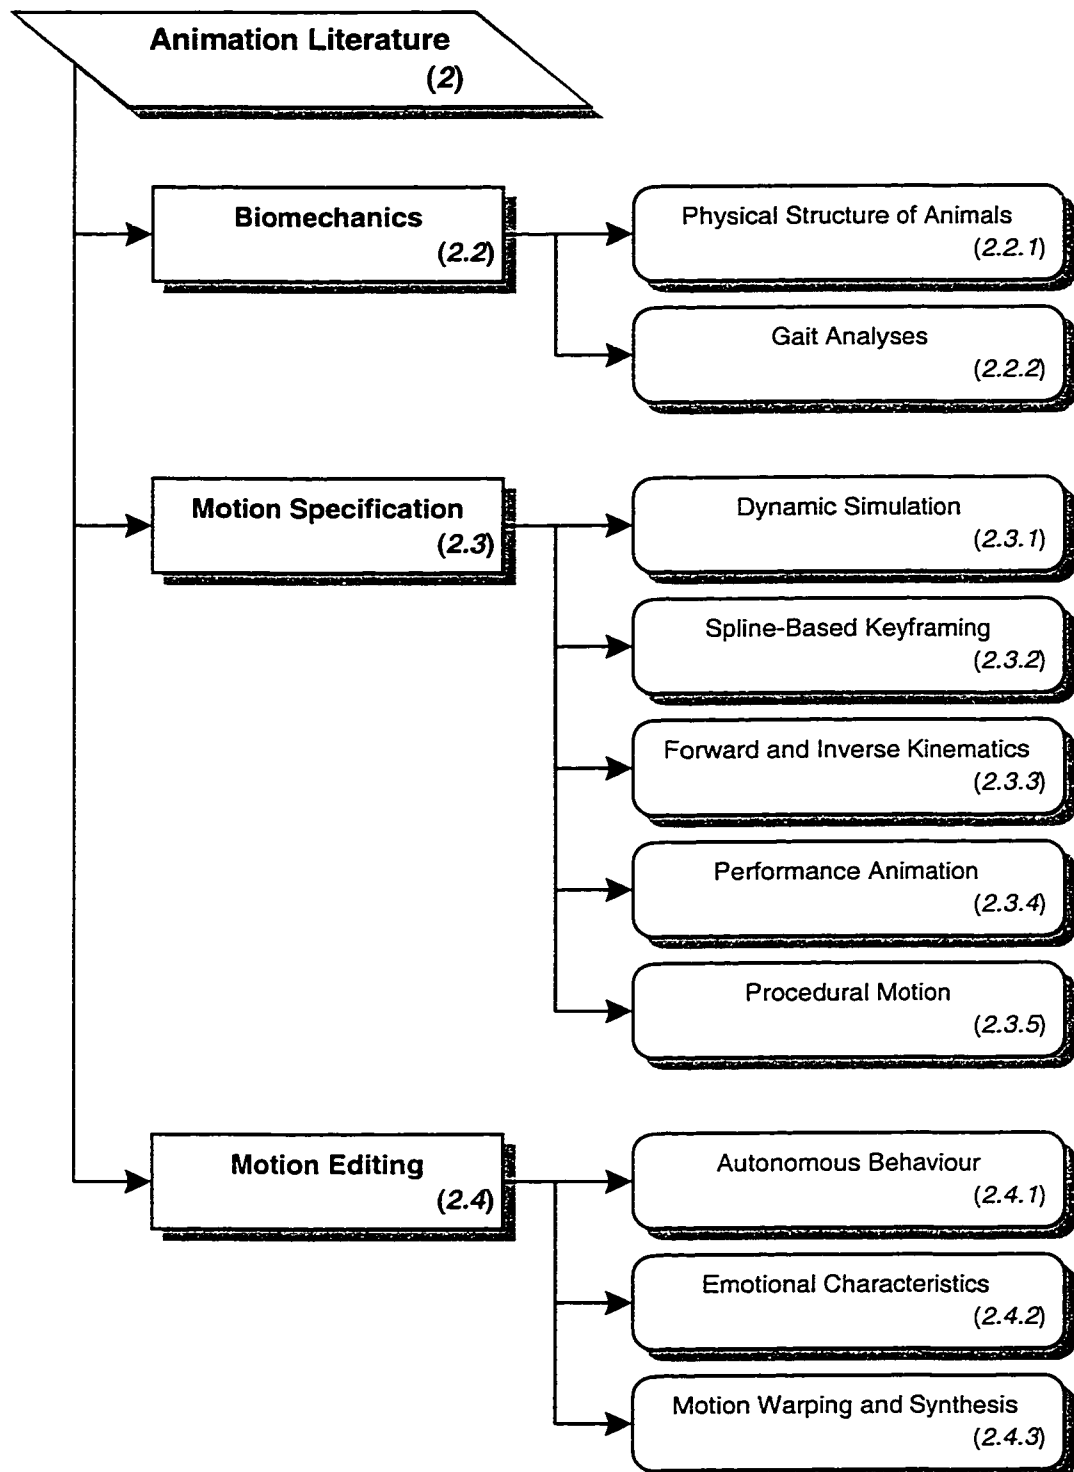 Animation Literature
(2)
Biomechanics
(2.2)
Physical Structure of Animals
(2.2.1)
Gait Analyses
(2.2.2)
Motion Specification
(2.3)
Dynamic Simulation
(2.3.1)
Spline-Based Keyframing
(2.3.2)
Forward and Inverse Kinematics
(2.3.3)
Performance Animation
(2.3.4)
Procedural Motion
(2.3.5)
Motion Editing
(2.4)
Autonomous Behaviour
(2.4.1)
Emotional Characteristics
(2.4.2)
Motion Warping and Synthesis
(2.4.3)